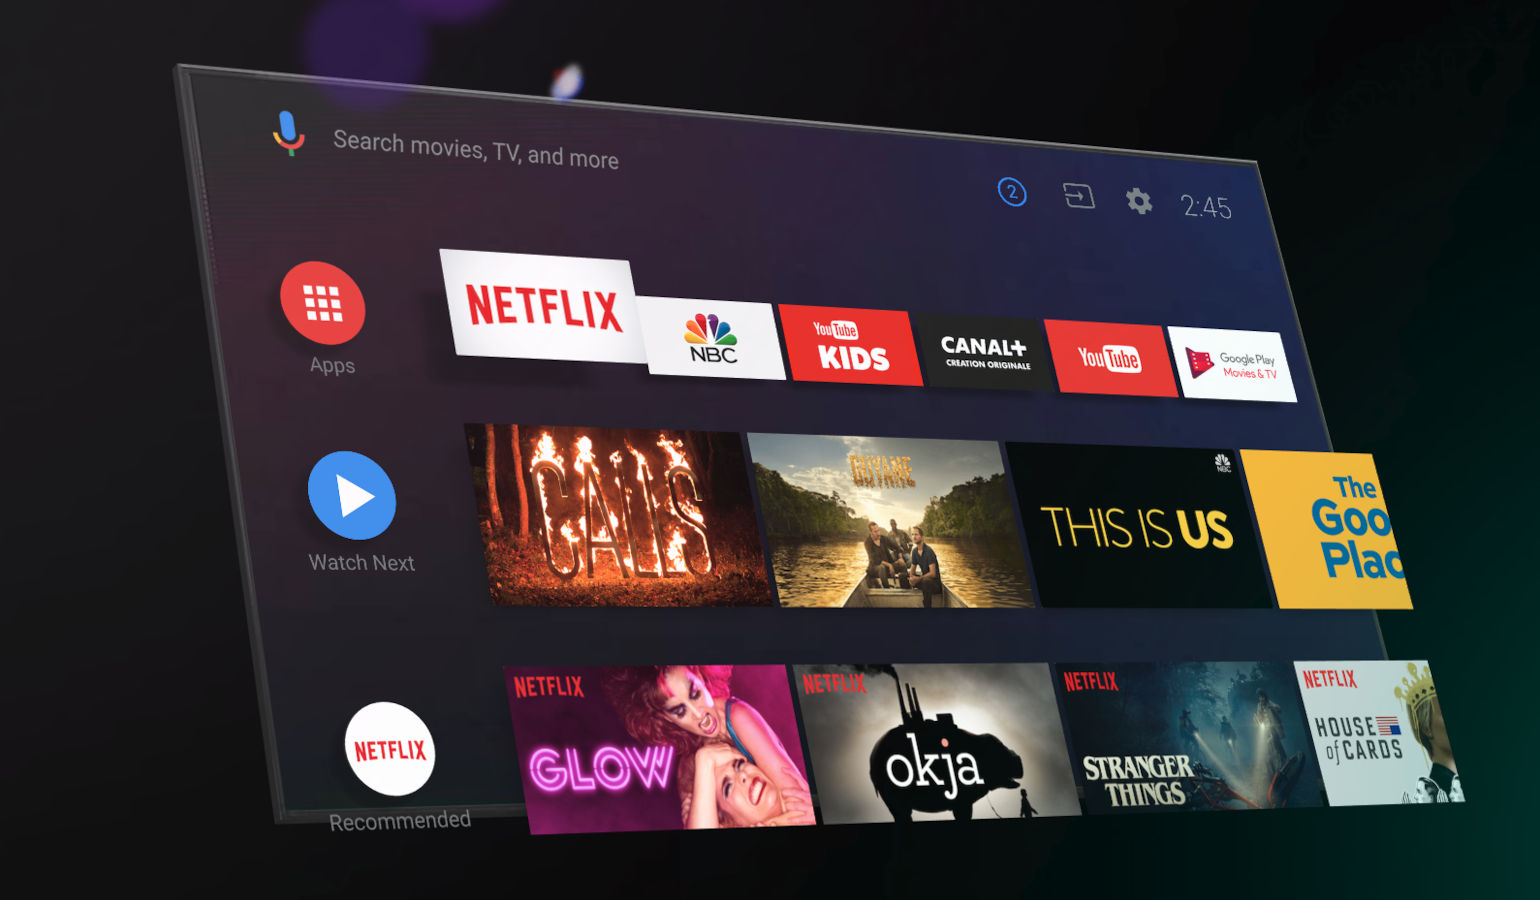 Search movies, TV, and more
2
2:45
NETFLIX
NBC
YouTube
KIDS
CANAL+
CREATION ORIGINALE
YouTube
Google Play
Movies & TV
Apps
CALLS
GUYANE
NBC
THIS IS US
The
Goo
Plac
Watch Next
NETFLIX
GLOW
NETFLIX
okja
NETFLIX
STRANGER
THINGS
NETFLIX
HOUSE
of CARDS
NETFLIX
Recommended